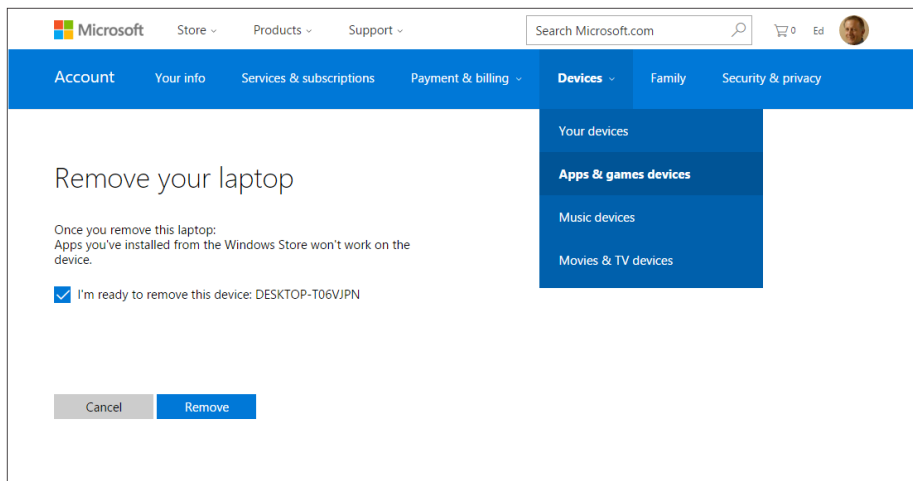 Microsoft Store Products Support Search Microsoft.com 0 Ed
Account Your info Services & subscriptions Payment & billing Devices Family Security & privacy
Your devices
Apps & games devices
Music devices
Movies & TV devices
Remove your laptop
Once you remove this laptop:
Apps you've installed from the Windows Store won't work on the
device.
I'm ready to remove this device: DESKTOP-T06VJPN
Cancel Remove